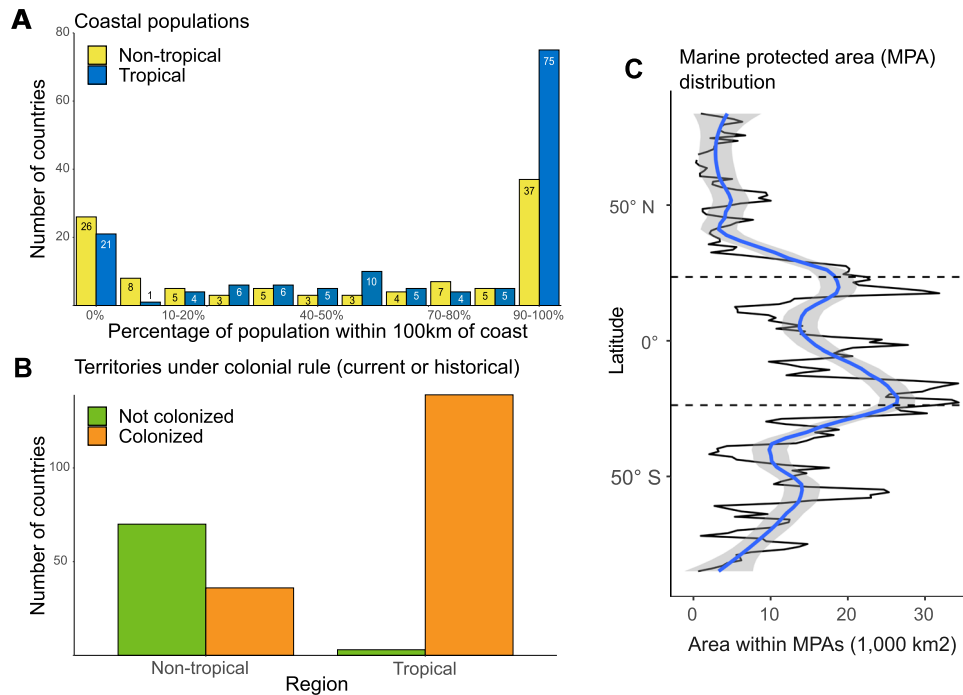 A
Coastal populations
80
60
40
20
Number of countries
Non-tropical
Tropical
26
21
8
1
5
4
3
6
5
6
3
5
3
10
4
5
7
4
5
5
37
75
0%
10-20%
40-50%
70-80%
90-100%
Percentage of population within 100km of coast
B
Territories under colonial rule (current or historical)
Not colonized
Colonized
100
50
Number of countries
Non-tropical
Tropical
Region
C
Marine protected area (MPA)
distribution
50° N
0°
50° S
Latitude
0
10
20
30
Area within MPAs (1,000 km2)